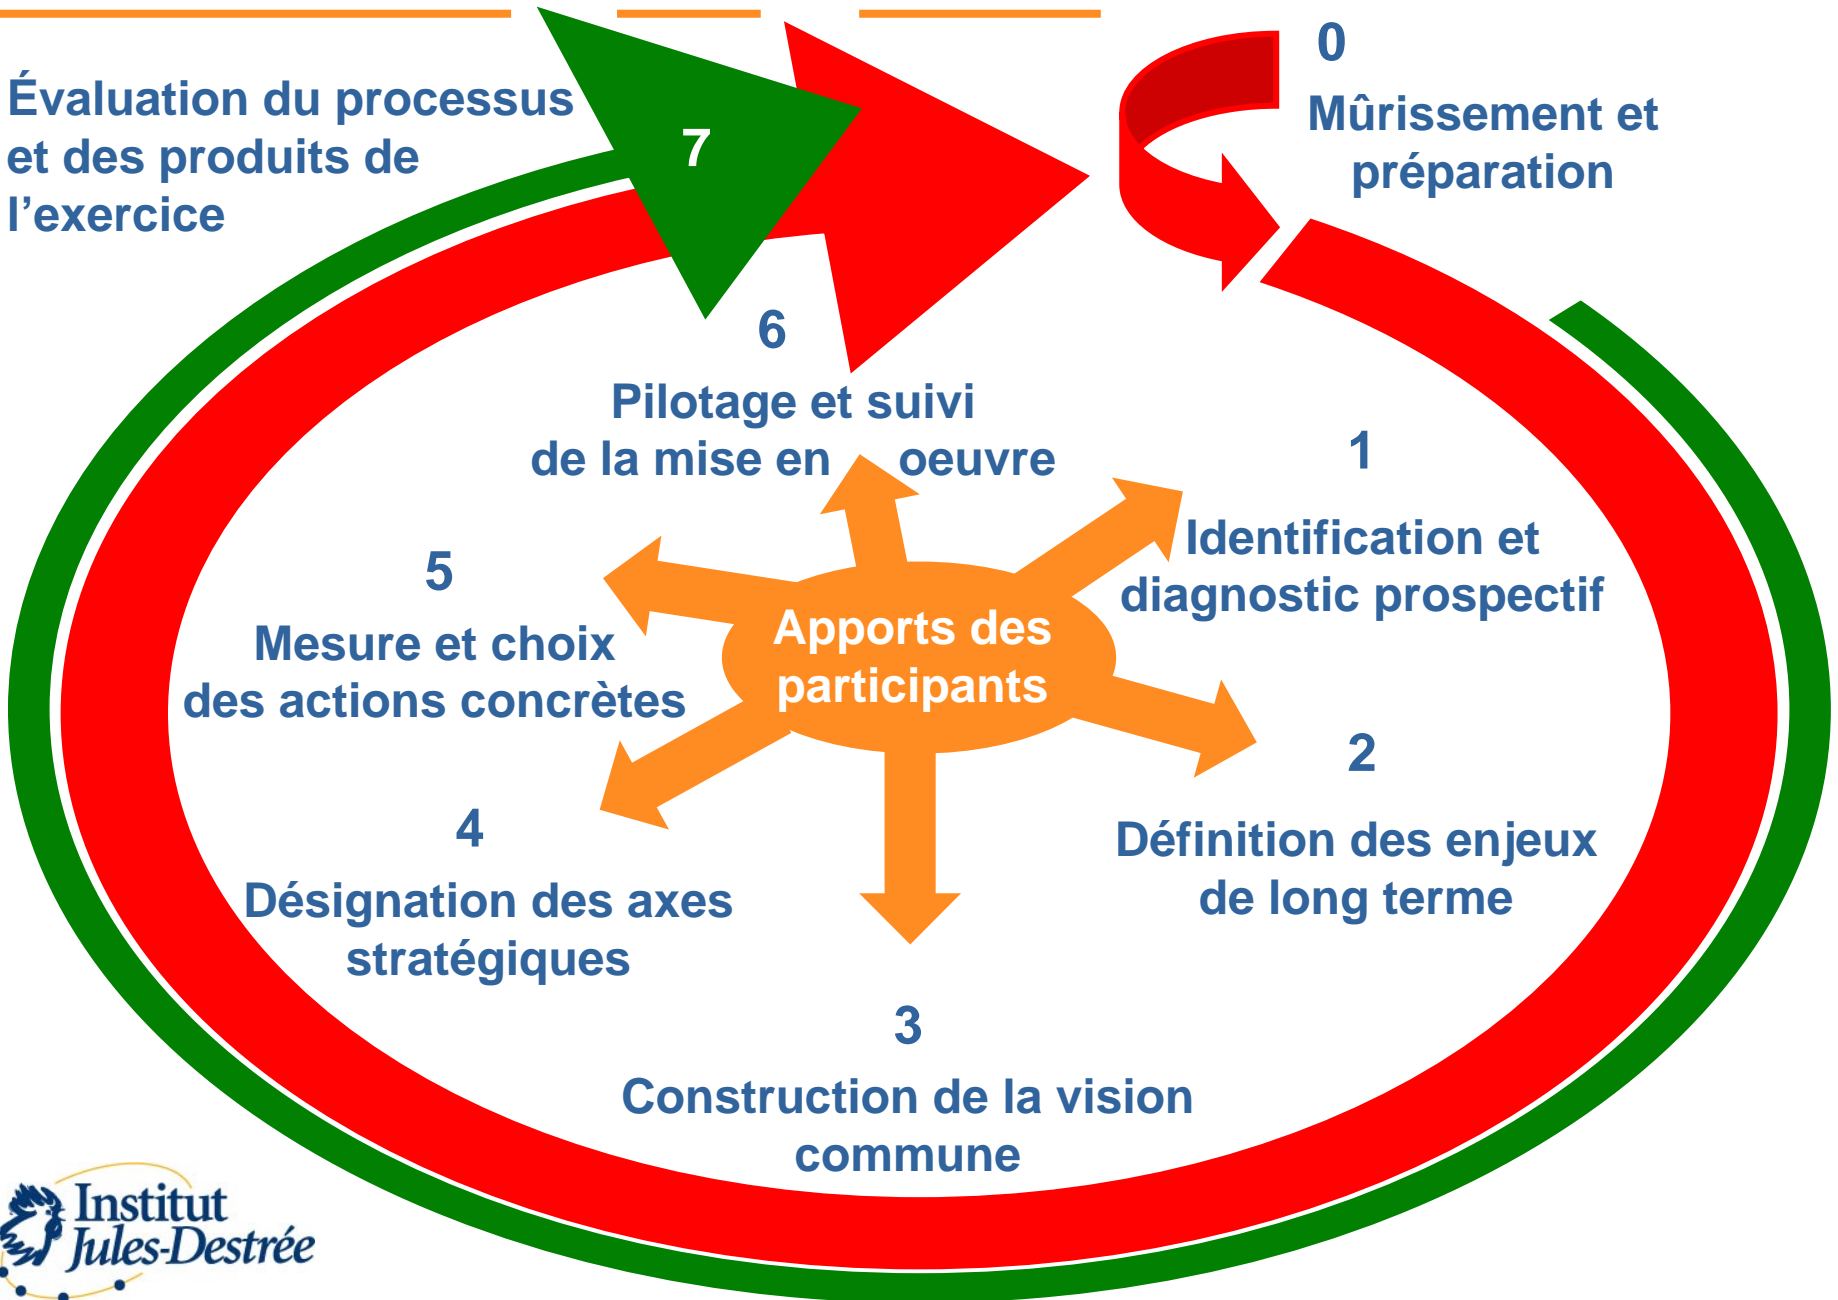 0
Mûrissement et
préparation
1
Identification et
diagnostic prospectif
2
Définition des enjeux
de long terme
3
Construction de la vision
commune
4
Désignation des axes
stratégiques
5
Mesure et choix
des actions concrètes
6
Pilotage et suivi
de la mise en oeuvre
7
Évaluation du processus
et des produits de
l’exercice
Apports des
participants
Institut
Jules-Destrée